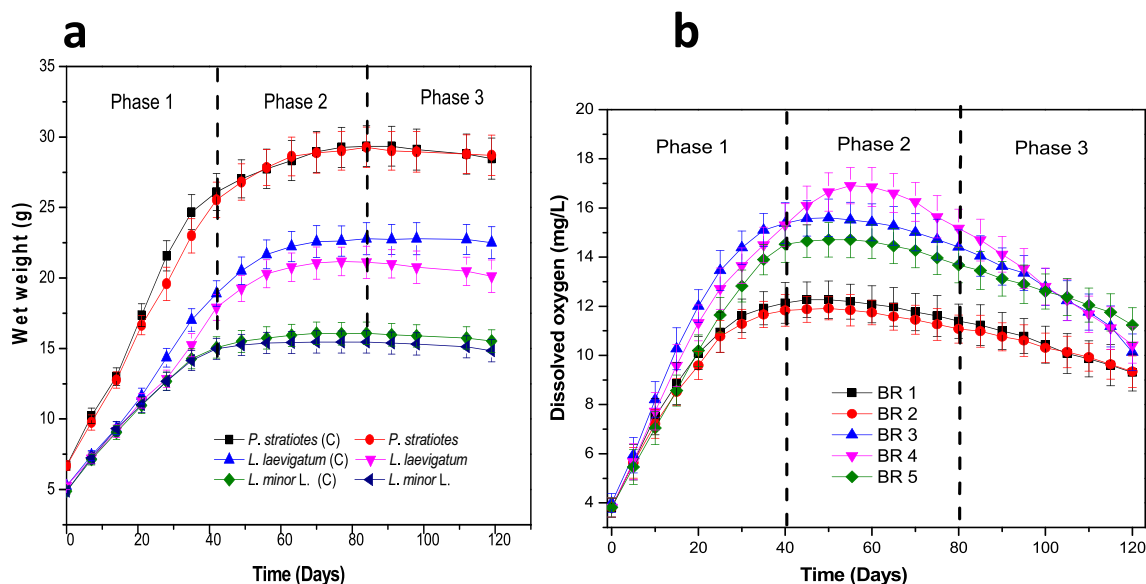 a
Wet weight (g)
35
30
25
20
15
10
5
0
Phase 1
Phase 2
Phase 3
P. stratiotes (C)
P. stratiotes
L. laevigatum (C)
L. laevigatum
L. minor L. (C)
L. minor L.
0 20 40 60 80 100 120
Time (Days)
b
Dissolved oxygen (mg/L)
20
18
16
14
12
10
8
6
4
Phase 1
Phase 2
Phase 3
BR 1
BR 2
BR 3
BR 4
BR 5
0 20 40 60 80 100 120
Time (Days)